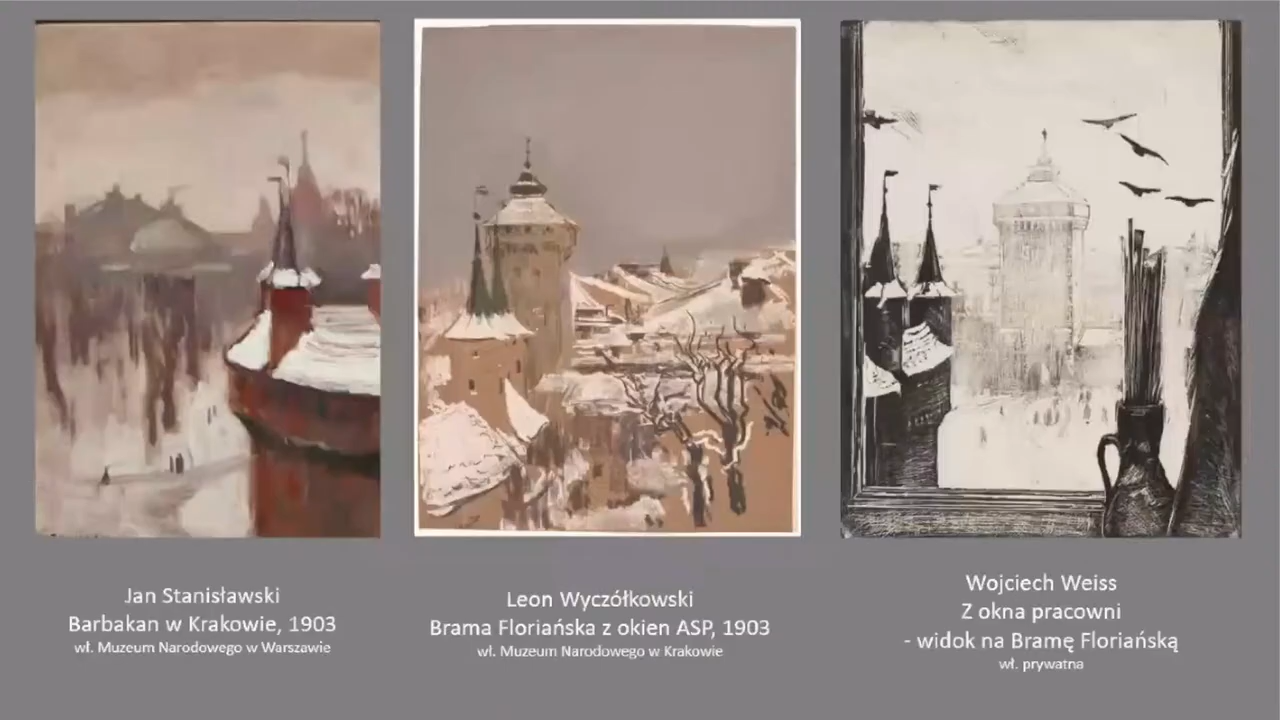 Jan Stanisławski
Barbakan w Krakowie, 1903
wł. Muzeum Narodowego w Warszawie
Leon Wyczółkowski
Brama Floriańska z okien ASP, 1903
wł. Muzeum Narodowego w Krakowie
Wojciech Weiss
Z okna pracowni
- widok na Bramę Floriańską
wł. prywatna